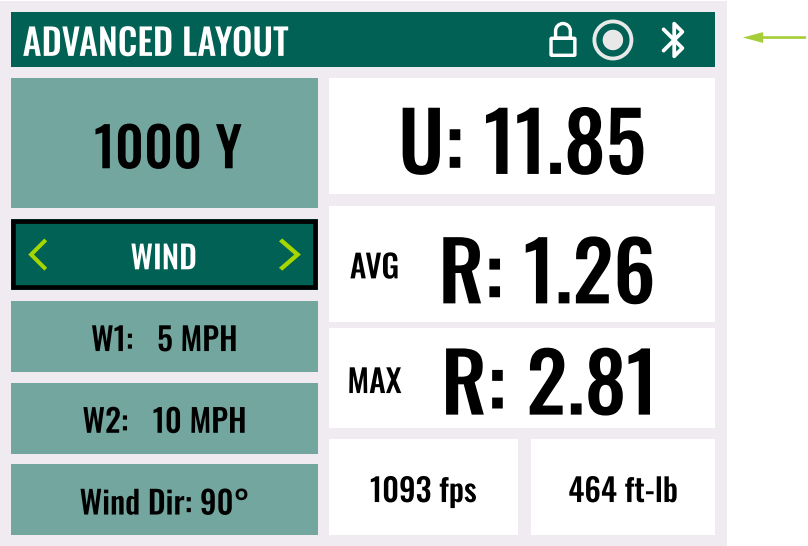 ADVANCED LAYOUT
1000 Y
U: 11.85
WIND
AVG R: 1.26
W1: 5 MPH
MAX R: 2.81
W2: 10 MPH
Wind Dir: 90°
1093 fps
464 ft-lb